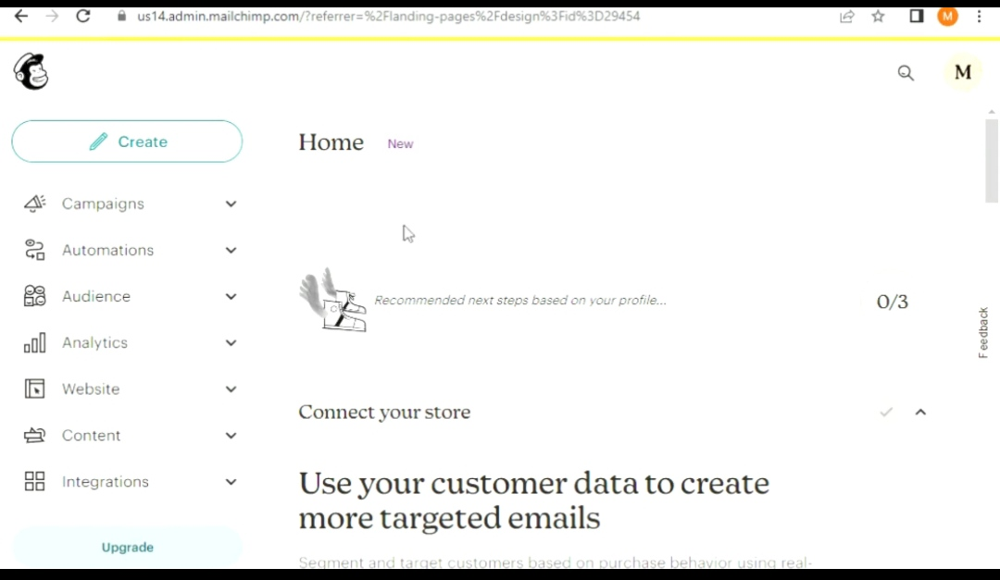 us14.admin.mailchimp.com/?referrer=%2Flanding-pages%2Fdesign%3Fid%3D29454
M
M
Create
Home New
Campaigns
Automations
Audience
Analytics
Website
Content
Integrations
Upgrade
Recommended next steps based on your profile...
0/3
Feedback
Connect your store
Use your customer data to create
more targeted emails
Segment and target customers based on purchase behavior using real-